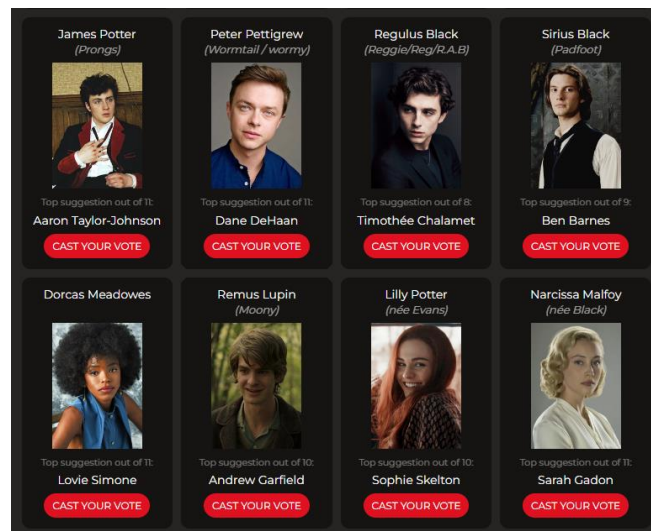 James Potter
(Prongs)
Top suggestion out of 11:
Aaron Taylor-Johnson
CAST YOUR VOTE
Peter Pettigrew
(Wormtail / wormy)
Top suggestion out of 11:
Dane DeHaan
CAST YOUR VOTE
Regulus Black
(Reggie/Reg/R.A.B)
Top suggestion out of 8:
Timothée Chalamet
CAST YOUR VOTE
Sirius Black
(Padfoot)
Top suggestion out of 9:
Ben Barnes
CAST YOUR VOTE
Dorcas Meadowes
Top suggestion out of 11:
Lovie Simone
CAST YOUR VOTE
Remus Lupin
(Moony)
Top suggestion out of 10:
Andrew Garfield
CAST YOUR VOTE
Lilly Potter
(née Evans)
Top suggestion out of 10:
Sophie Skelton
CAST YOUR VOTE
Narcissa Malfoy
(née Black)
Top suggestion out of 11:
Sarah Gadon
CAST YOUR VOTE